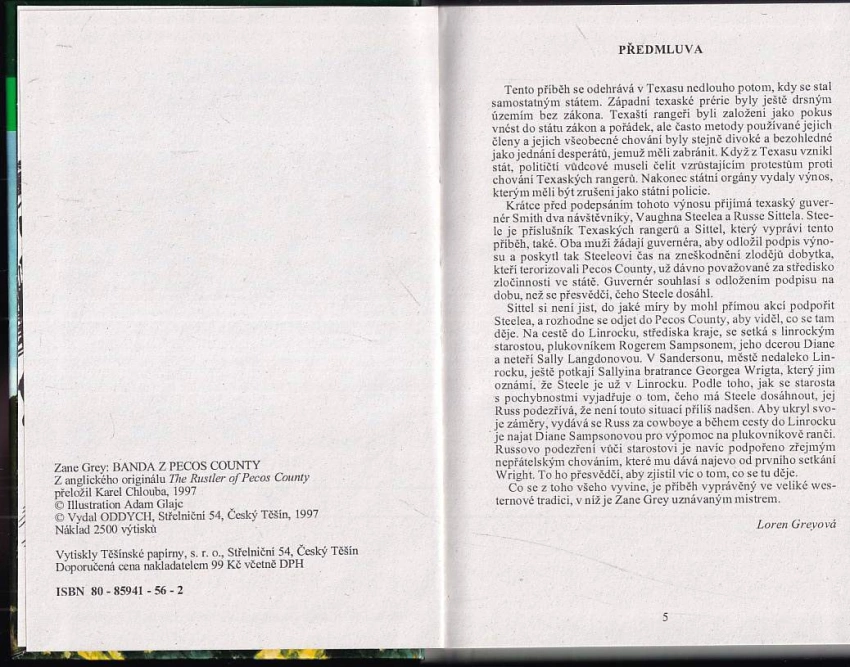 Zane Grey: BANDA Z PECOS COUNTY
Z anglického originálu The Rustler of Pecos County
přeložil Karel Chlouba, 1997
© Illustration Adam Glajc
© Vydal ODDYCH, Střelniční 54, Český Těšín, 1997
Náklad 2500 výtisků
Vytiskly Těšínské papírny, s. r. o., Střelniční 54, Český Těšín
Doporučená cena nakladatelem 99 Kč včetně DPH
ISBN 80 - 85941 - 56 - 2
PŘEDMLUVA
Tento příběh se odehrává v Texasu nedlouho potom, kdy se stal
samostatným státem. Západní texaské prérie byly ještě drsným
územím bez zákona. Texaští rangeři byli založeni jako pokus
vnést do státu zákon a pořádek, ale často metody používané jejich
členy a jejich všeobecné chování byly stejně divoké a bezohledné
jako jednání desperátů, jemuž měli zabránit. Když z Texasu vznikl
stát, političtí vůdcové museli čelit vzrůstajícím protestům proti
chování Texaských rangerů. Nakonec státní orgány vydaly výnos,
kterým měli být zrušeni jako státní policie.
Krátce před podepsáním tohoto výnosu přijímá texaský guver-
nér Smith dva návštěvníky, Vaughna Steelea a Russe Sittela. Stee-
le je příslušník Texaských rangerů a Sittel, který vypráví tento
příběh, také. Oba muži žádají guvernéra, aby odložil podpis výno-
su a poskytl tak Steeleovi čas na zneškodnění zlodějů dobytka,
kteří terorizovali Pecos County, už dávno považované za středisko
zločinnosti ve státě. Guvernér souhlasí s odložením podpisu na
dobu, než se přesvědčí, čeho Steele dosáhl.
Sittel si není jist, do jaké míry by mohl přímou akcí podpořit
Steelea, a rozhodne se odjet do Pecos County, aby viděl, co se tam
děje. Na cestě do Linrocku, střediska kraje, se setká s linrockým
starostou, plukovníkem Rogerem Sampsonem, jeho dcerou Diane
a neteří Sally Langdonovou. V Sandersonu, městě nedaleko Lin-
rocku, ještě potkají Sallyina bratrance Georgea Wrigta, který jim
oznámí, že Steele je už v Linrocku. Podle toho, jak se starosta
s pochybnostmi vyjadřuje o tom, čeho má Steele dosáhnout, jej
Russ podezřívá, že není touto situací příliš nadšen. Aby ukryl svo-
je záměry, vydává se Russ za cowboye a během cesty do Linrocku
je najat Diane Sampsonovou pro výpomoc na plukovníkově ranči.
Russovo podezření vůči starostovi je navíc podpořeno zřejmým
nepřátelským chováním, které mu dává najevo od prvního setkání
Wright. To ho přesvědčí, aby zjistil víc o tom, co se tu děje.
Co se z toho všeho vyvine, je příběh vyprávěný ve veliké wes-
ternové tradici, v níž je Zane Grey uznávaným mistrem.
Loren Greyová
5